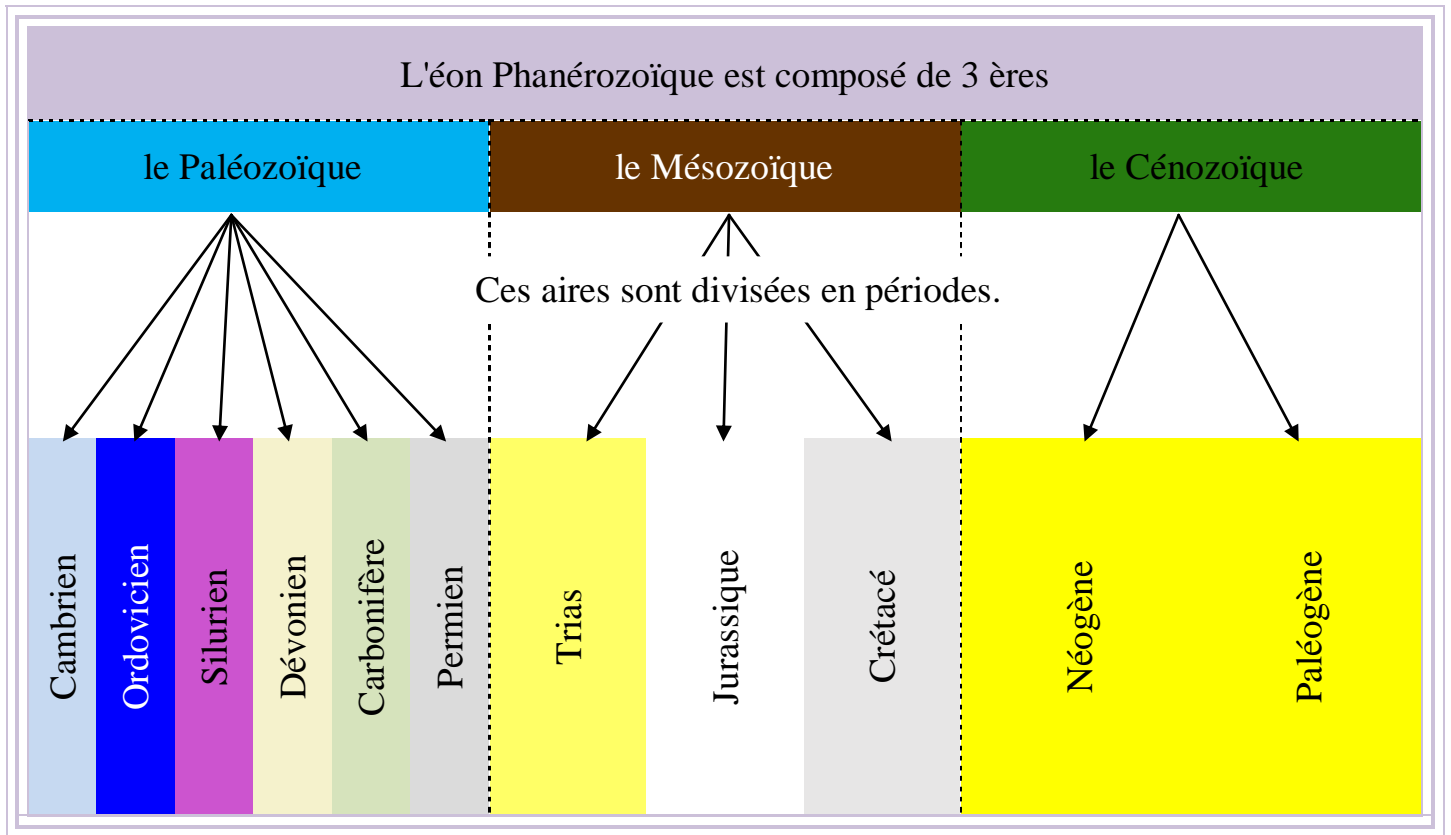 L'éon Phanérozoïque est composé de 3 ères
le Paléozoïque
le Mésozoïque
le Cénozoïque
Ces aires sont divisées en périodes.
Cambrien
Ordovicien
Silurien
Dévonien
Carbonifère
Permien
Trias
Jurassique
Crétacé
Néogène
Paléogène